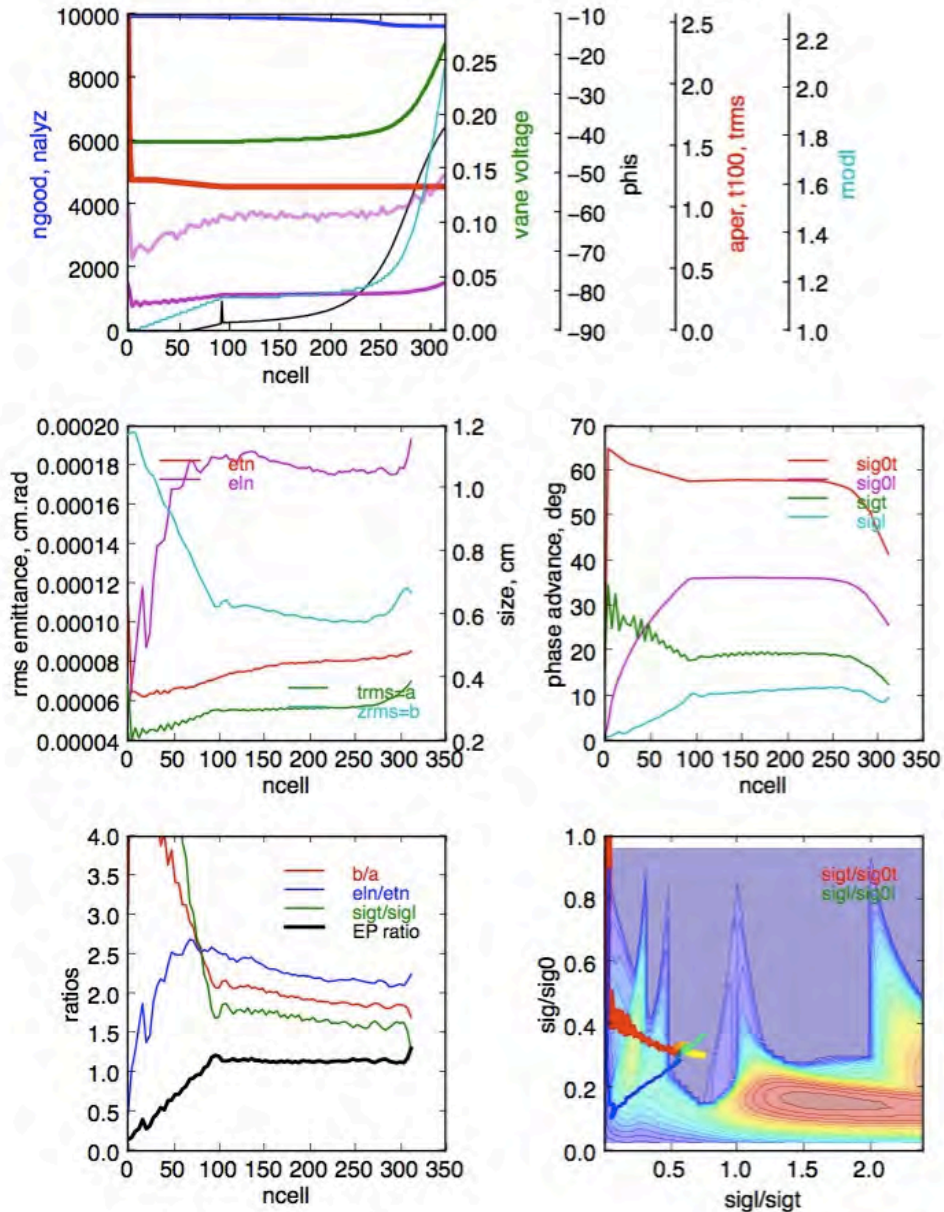 10000
8000
6000
4000
2000
0
ngood, nalyz
0 50 100 150 200 250 300
ncell
0.25
0.20
0.15
0.10
0.05
0.00
vane voltage
−10
−20
−30
−40
−50
−60
−70
−80
−90
phis
2.5
2.0
1.5
1.0
0.5
0.0
aper, t100, trms
2.2
2.0
1.8
1.6
1.4
1.2
1.0
modl
0.00020
0.00018
0.00016
0.00014
0.00012
0.00010
0.00008
0.00006
0.00004
rms emittance, cm.rad
etn
eln
trms=a
zrms=b
1.2
1.0
0.8
0.6
0.4
0.2
size, cm
0 50 100 150 200 250 300 350
ncell
70
60
50
40
30
20
10
0
phase advance, deg
sig0t
sig0l
sigt
sigl
0 50 100 150 200 250 300 350
ncell
4.0
3.5
3.0
2.5
2.0
1.5
1.0
0.5
0.0
ratios
b/a
eln/etn
sigt/sigl
EP ratio
0 50 100 150 200 250 300 350
ncell
1.0
0.8
0.6
0.4
0.2
0.0
sig/sig0
sigt/sig0t
sigl/sig0l
0.5 1.0 1.5 2.0
sigl/sigt